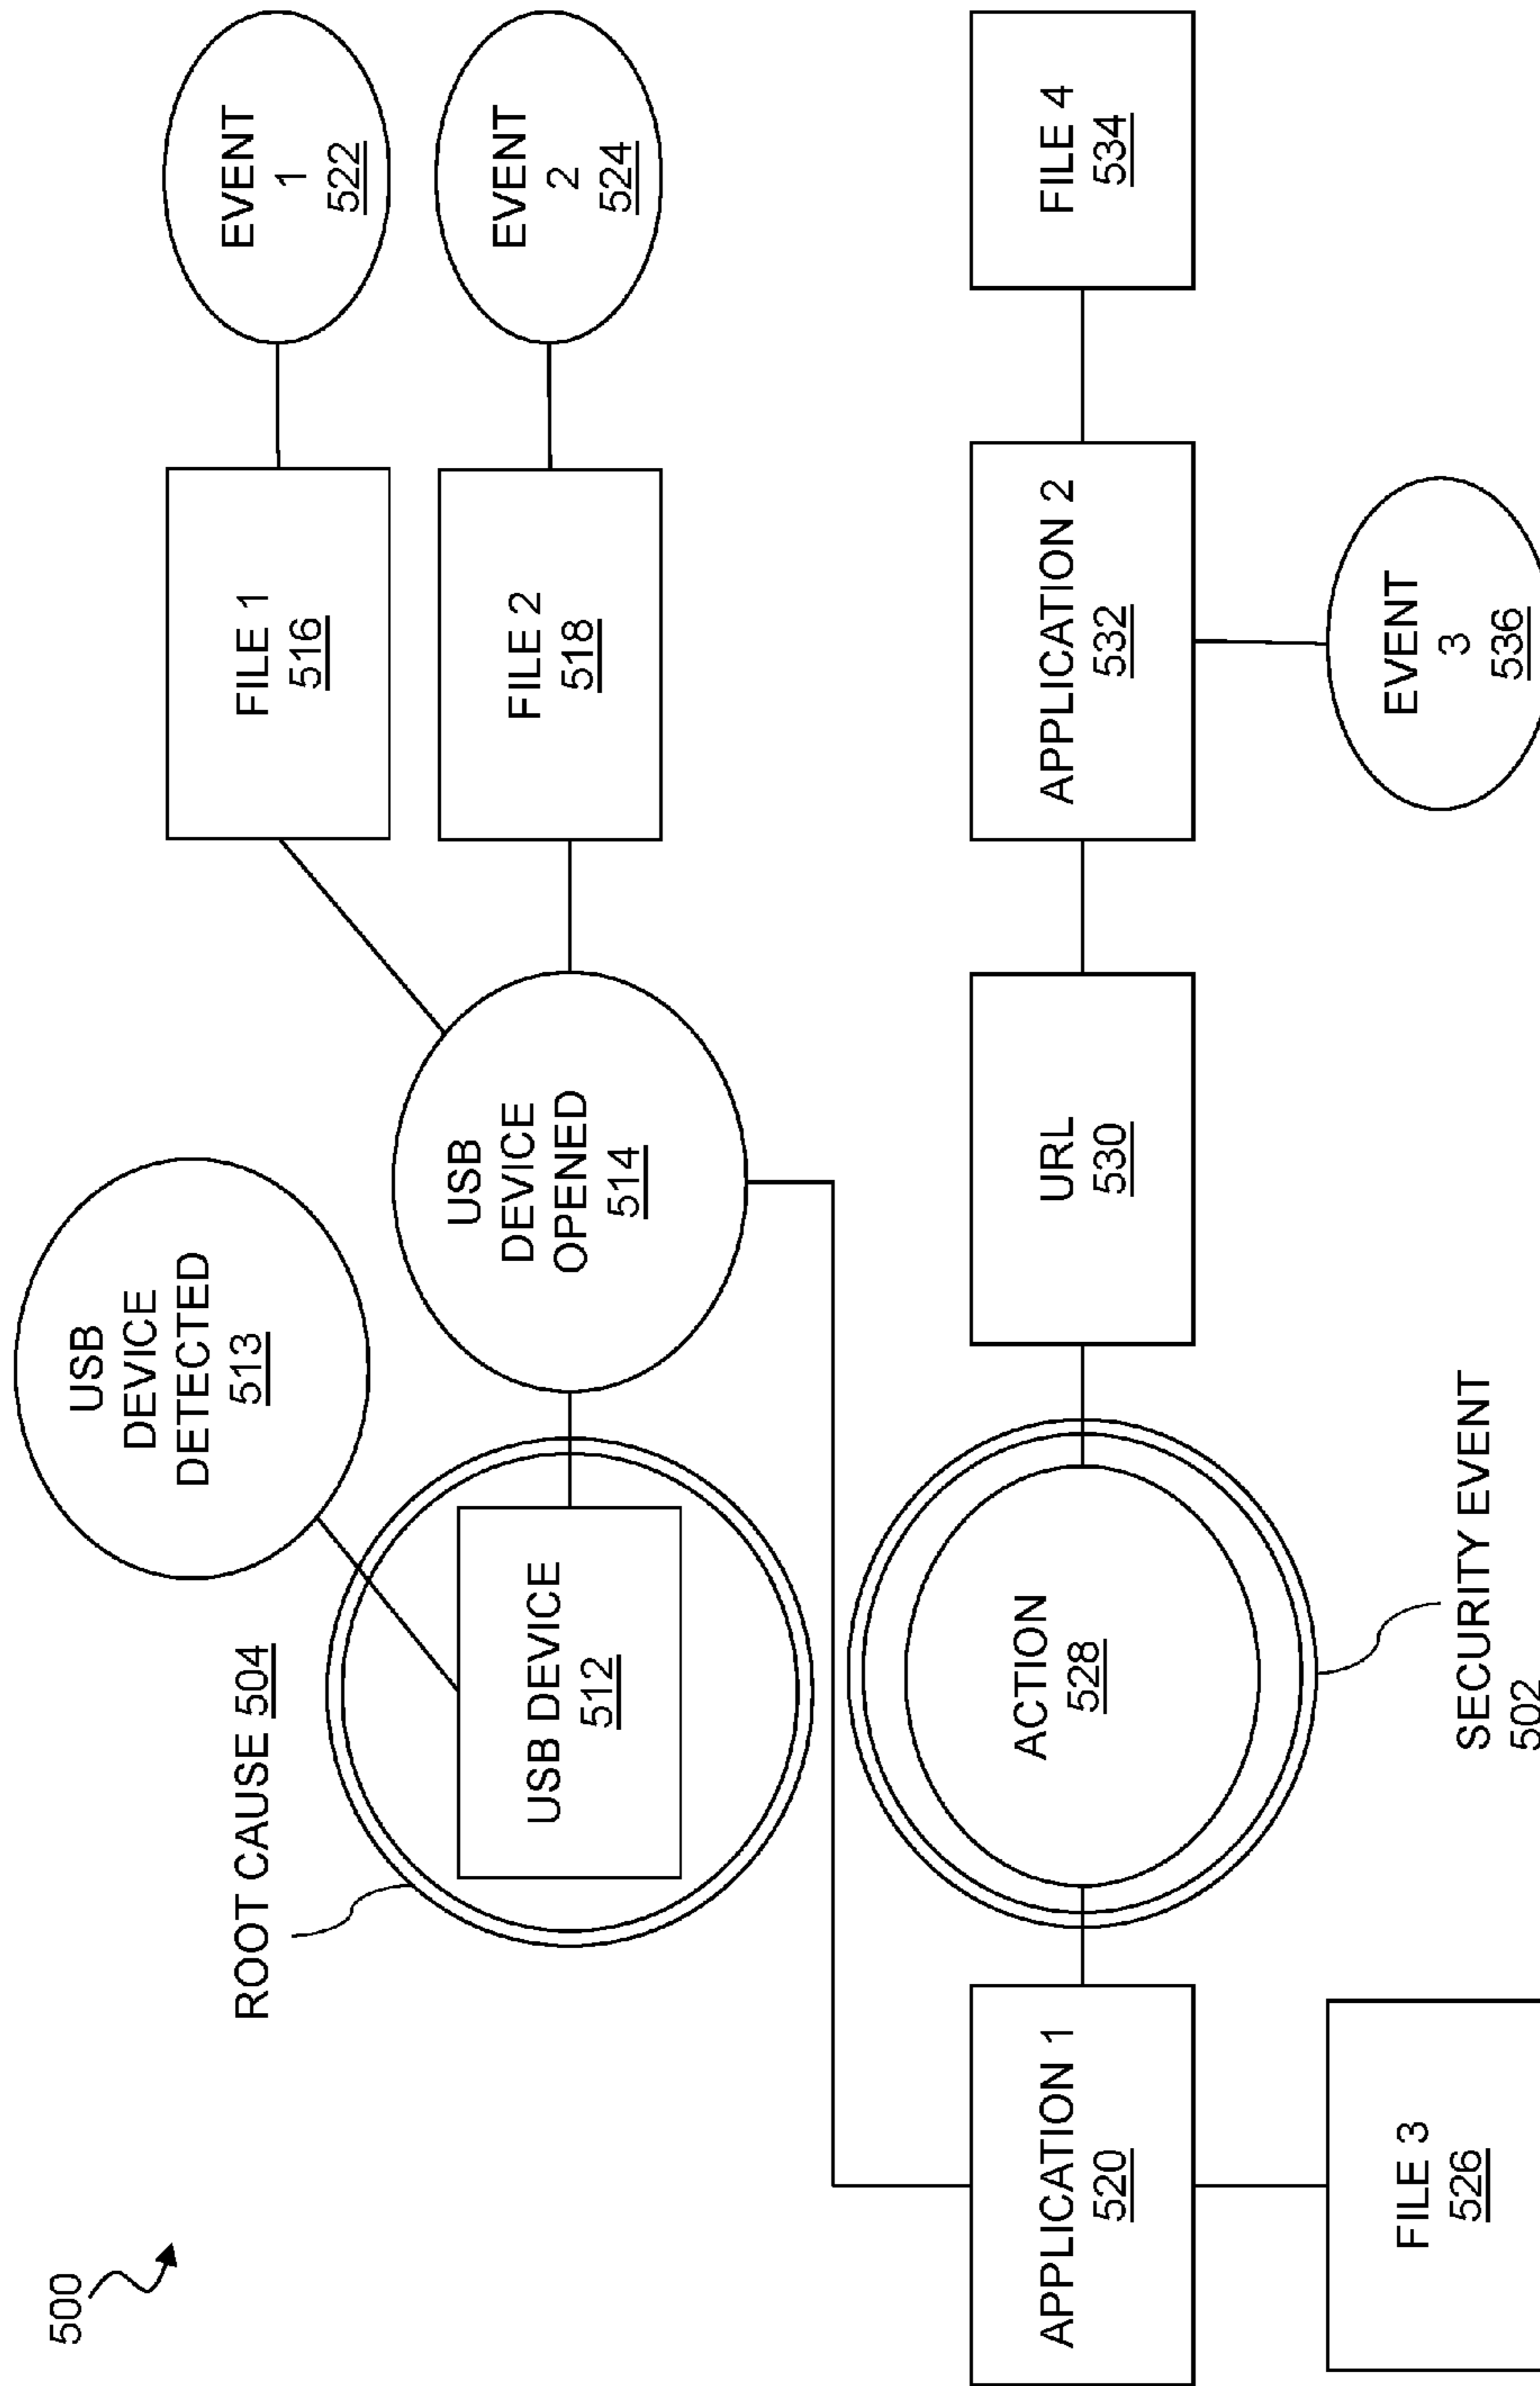 500
ROOT CAUSE 504
USB
DEVICE
DETECTED
513
USB DEVICE
512
USB
DEVICE
OPENED
514
FILE 1
516
EVENT
1
522
FILE 2
518
EVENT
2
524
APPLICATION 1
520
ACTION
528
URL
530
APPLICATION 2
532
FILE 4
534
FILE 3
526
SECURITY EVENT
502
EVENT
3
536